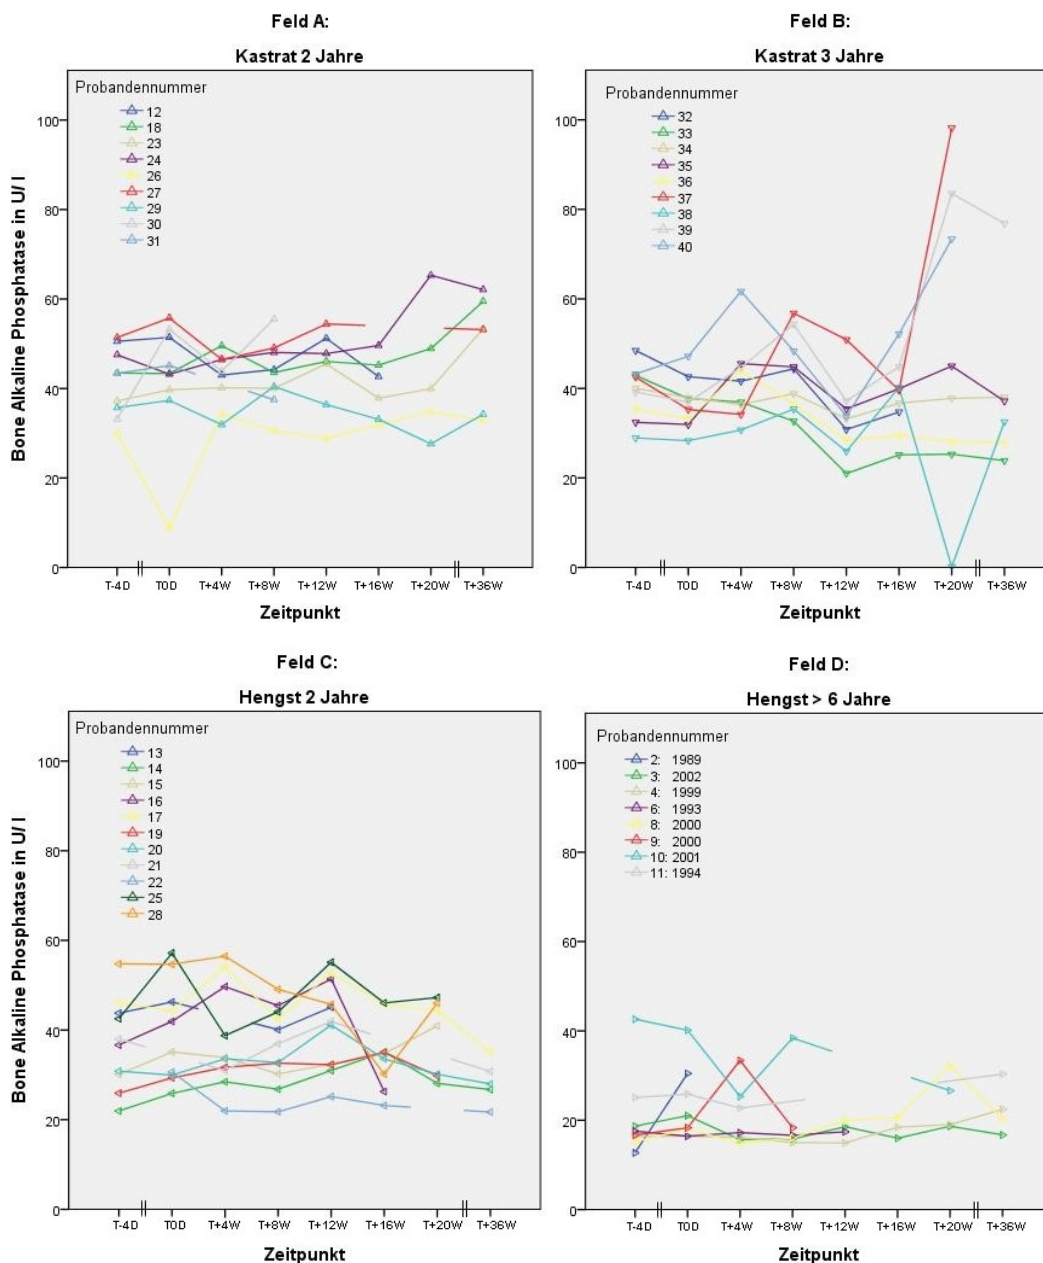 Feld A:
Kastrat 2 Jahre
Probandennummer
12
18
23
24
26
27
29
30
31
100
80
60
40
20
0
Bone Alkaline Phosphatase in U/ l
T-4D T0D T+4W T+8W T+12W T+16W T+20W T+36W
Zeitpunkt
Feld B:
Kastrat 3 Jahre
Probandennummer
32
33
34
35
36
37
38
39
40
100
80
60
40
20
0
T-4D T0D T+4W T+8W T+12W T+16W T+20W T+36W
Zeitpunkt
Feld C:
Hengst 2 Jahre
Probandennummer
13
14
15
16
17
19
20
21
22
25
28
100
80
60
40
20
0
Bone Alkaline Phosphatase in U/ l
T-4D T0D T+4W T+8W T+12W T+16W T+20W T+36W
Zeitpunkt
Feld D:
Hengst > 6 Jahre
Probandennummer
2: 1989
3: 2002
4: 1999
6: 1993
8: 2000
9: 2000
10: 2001
11: 1994
100
80
60
40
20
0
T-4D T0D T+4W T+8W T+12W T+16W T+20W T+36W
Zeitpunkt